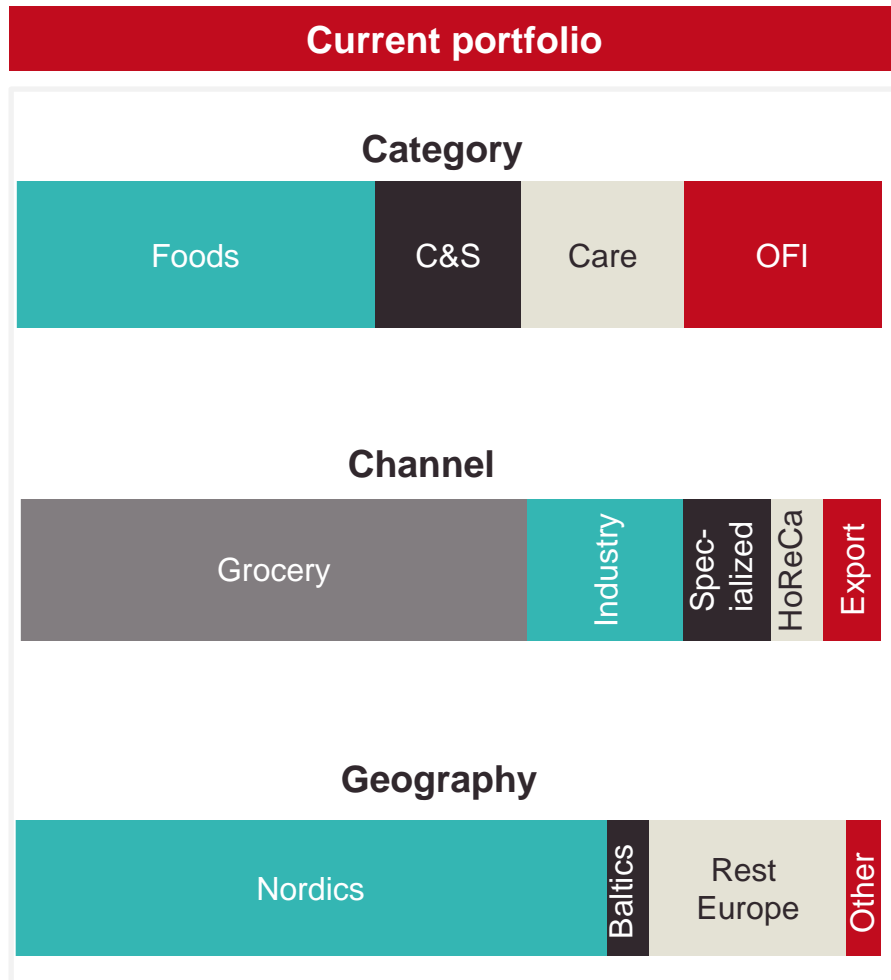 Current portfolio
Category
Foods
C&S
Care
OFI
Channel
Grocery
Industry
Spec-
ialized
HoReCa
Export
Geography
Nordics
Baltics
Rest
Europe
Other